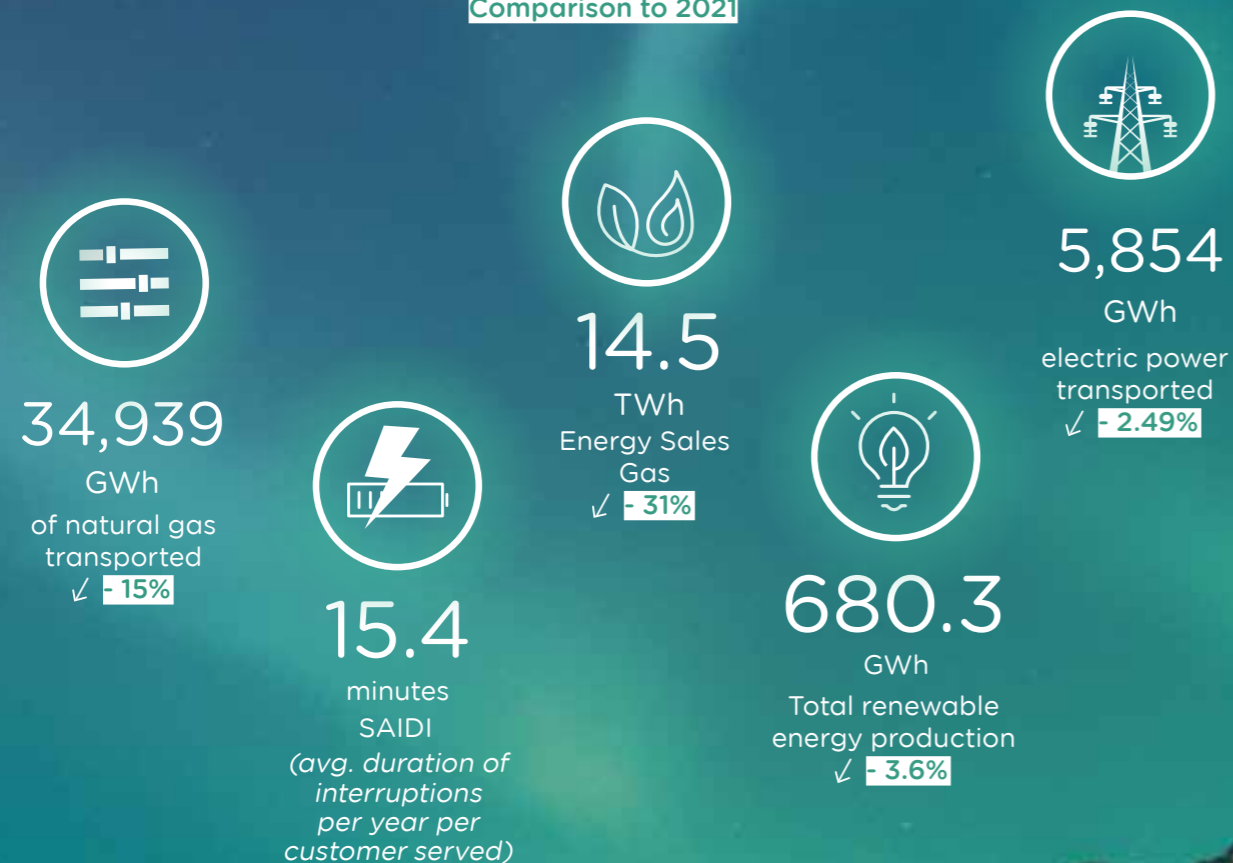 Comparison to 2021
34,939
GWh
of natural gas
transported
↙ - 15%
15.4
minutes
SAIDI
(avg. duration of
interruptions
per year per
customer served)
14.5
TWh
Energy Sales
Gas
↙ - 31%
680.3
GWh
Total renewable
energy production
↙ - 3.6%
5,854
GWh
electric power
transported
↙ - 2.49%